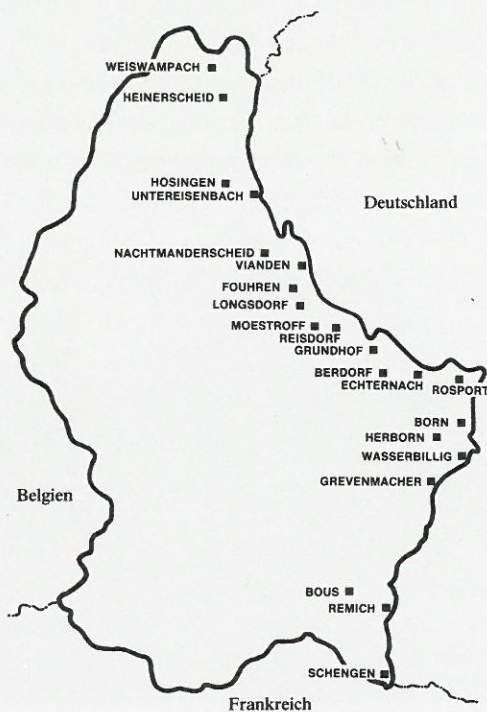 WEISWAMPACH
HEINERSCHEID
HOSINGEN
UNTEREISENBACH
Deutschland
NACHTMANDERSCHEID
VIANDEN
FOUHREN
LONGSDORF
MOESTROFF
REISDORF
GRUNDHOF
BERDORF
ECHTERNACH
ROSPORT
BORN
HERBORN
WASSERBILLIG
GREVENMACHER
Belgien
BOUS
REMICH
SCHENGEN
Frankreich